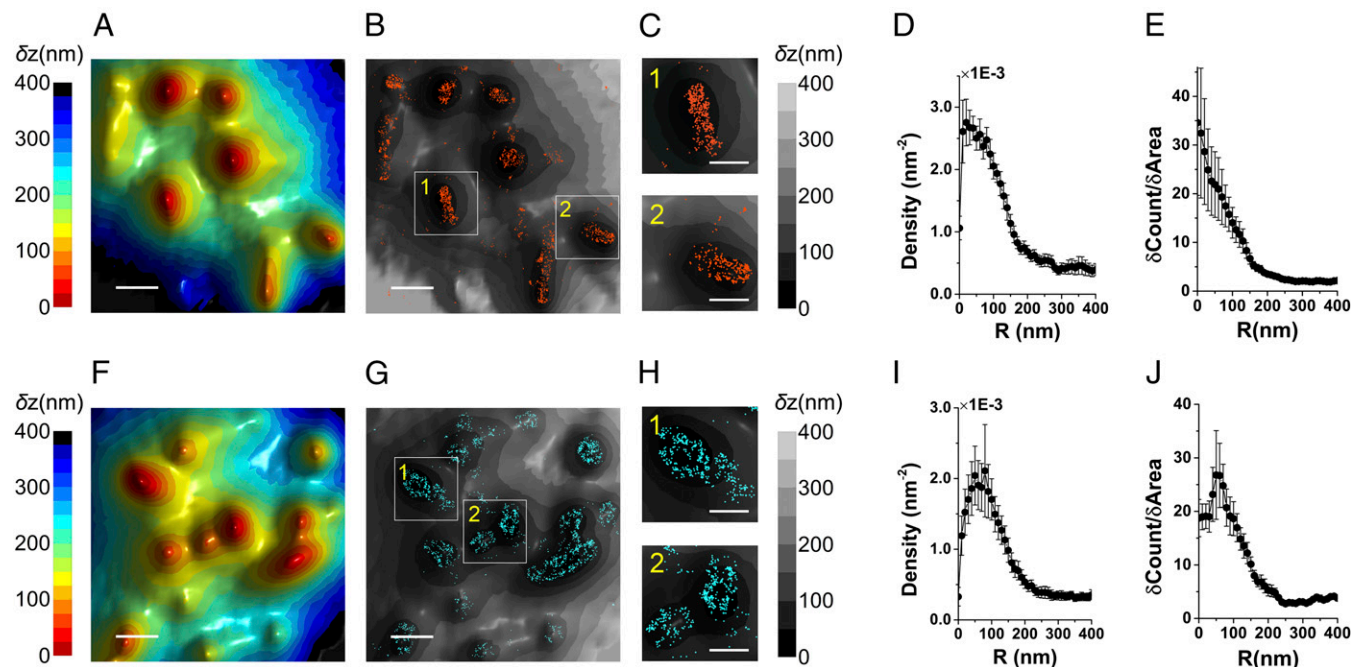 A
B
C
D
E
δz(nm)
400
300
200
100
0
1
2
1
2
δz(nm)
400
300
200
100
0
×1E-3
3.0
2.0
1.0
0.0
Density (nm-2)
0 100 200 300 400
R (nm)
40
30
20
10
0
δCount/δArea
0 100 200 300 400
R(nm)
F
G
H
I
J
δz(nm)
400
300
200
100
0
1
2
1
2
δz(nm)
400
300
200
100
0
×1E-3
3.0
2.0
1.0
0.0
Density (nm-2)
0 100 200 300 400
R (nm)
40
30
20
10
0
δCount/δArea
0 100 200 300 400
R(nm)